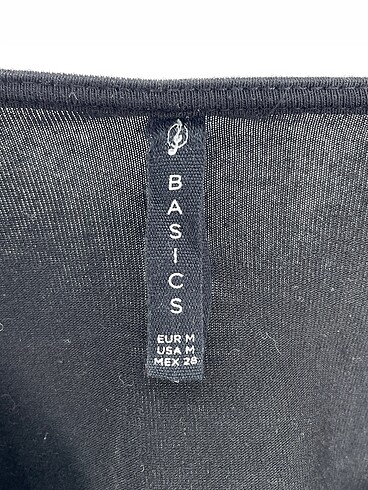 BASICS
EUR M
USA M
MEX 28